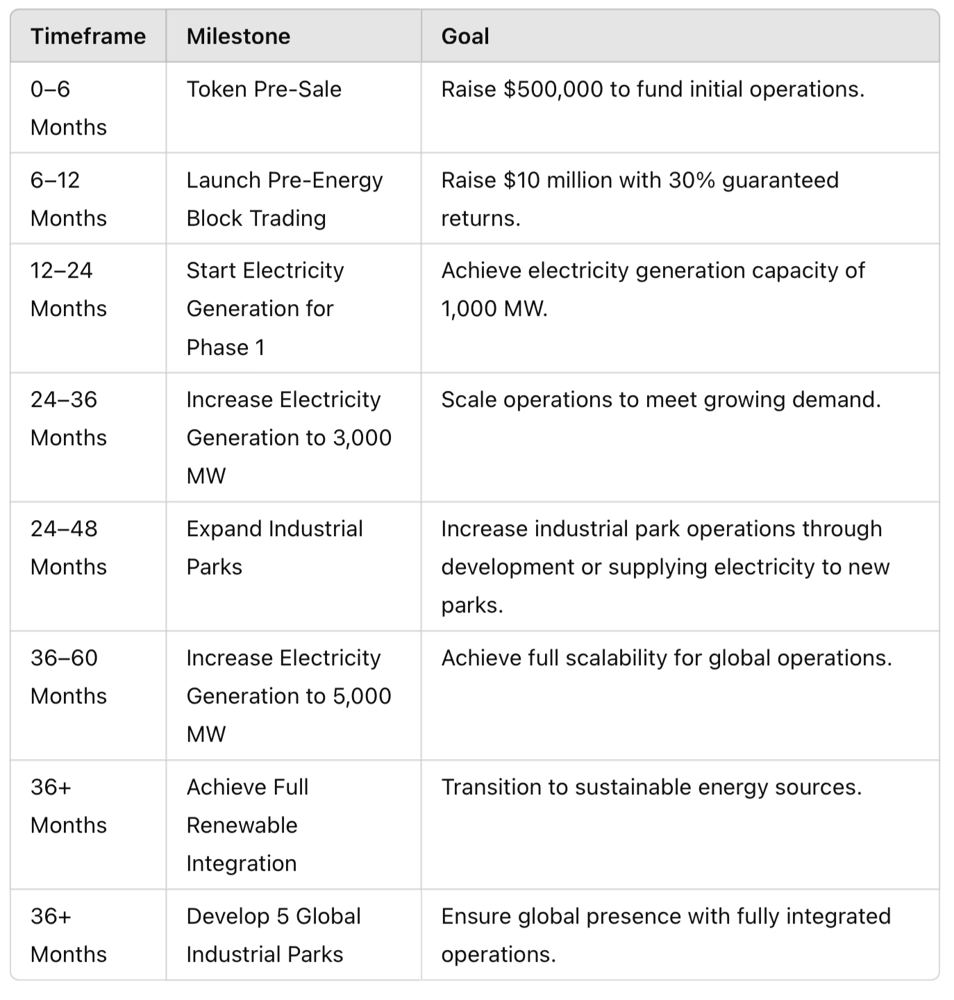 Timeframe Milestone Goal
0–6 Token Pre-Sale Raise $500,000 to fund initial operations.
Months
6–12 Launch Pre-Energy Raise $10 million with 30% guaranteed
Months Block Trading returns.
12–24 Start Electricity Achieve electricity generation capacity of
Months Generation for 1,000 MW.
Phase 1
24–36 Increase Electricity Scale operations to meet growing demand.
Months Generation to 3,000
MW
24–48 Expand Industrial Increase industrial park operations through
Months Parks development or supplying electricity to new
parks.
36–60 Increase Electricity Achieve full scalability for global operations.
Months Generation to 5,000
MW
36+ Achieve Full Transition to sustainable energy sources.
Months Renewable
Integration
36+ Develop 5 Global Ensure global presence with fully integrated
Months Industrial Parks operations.